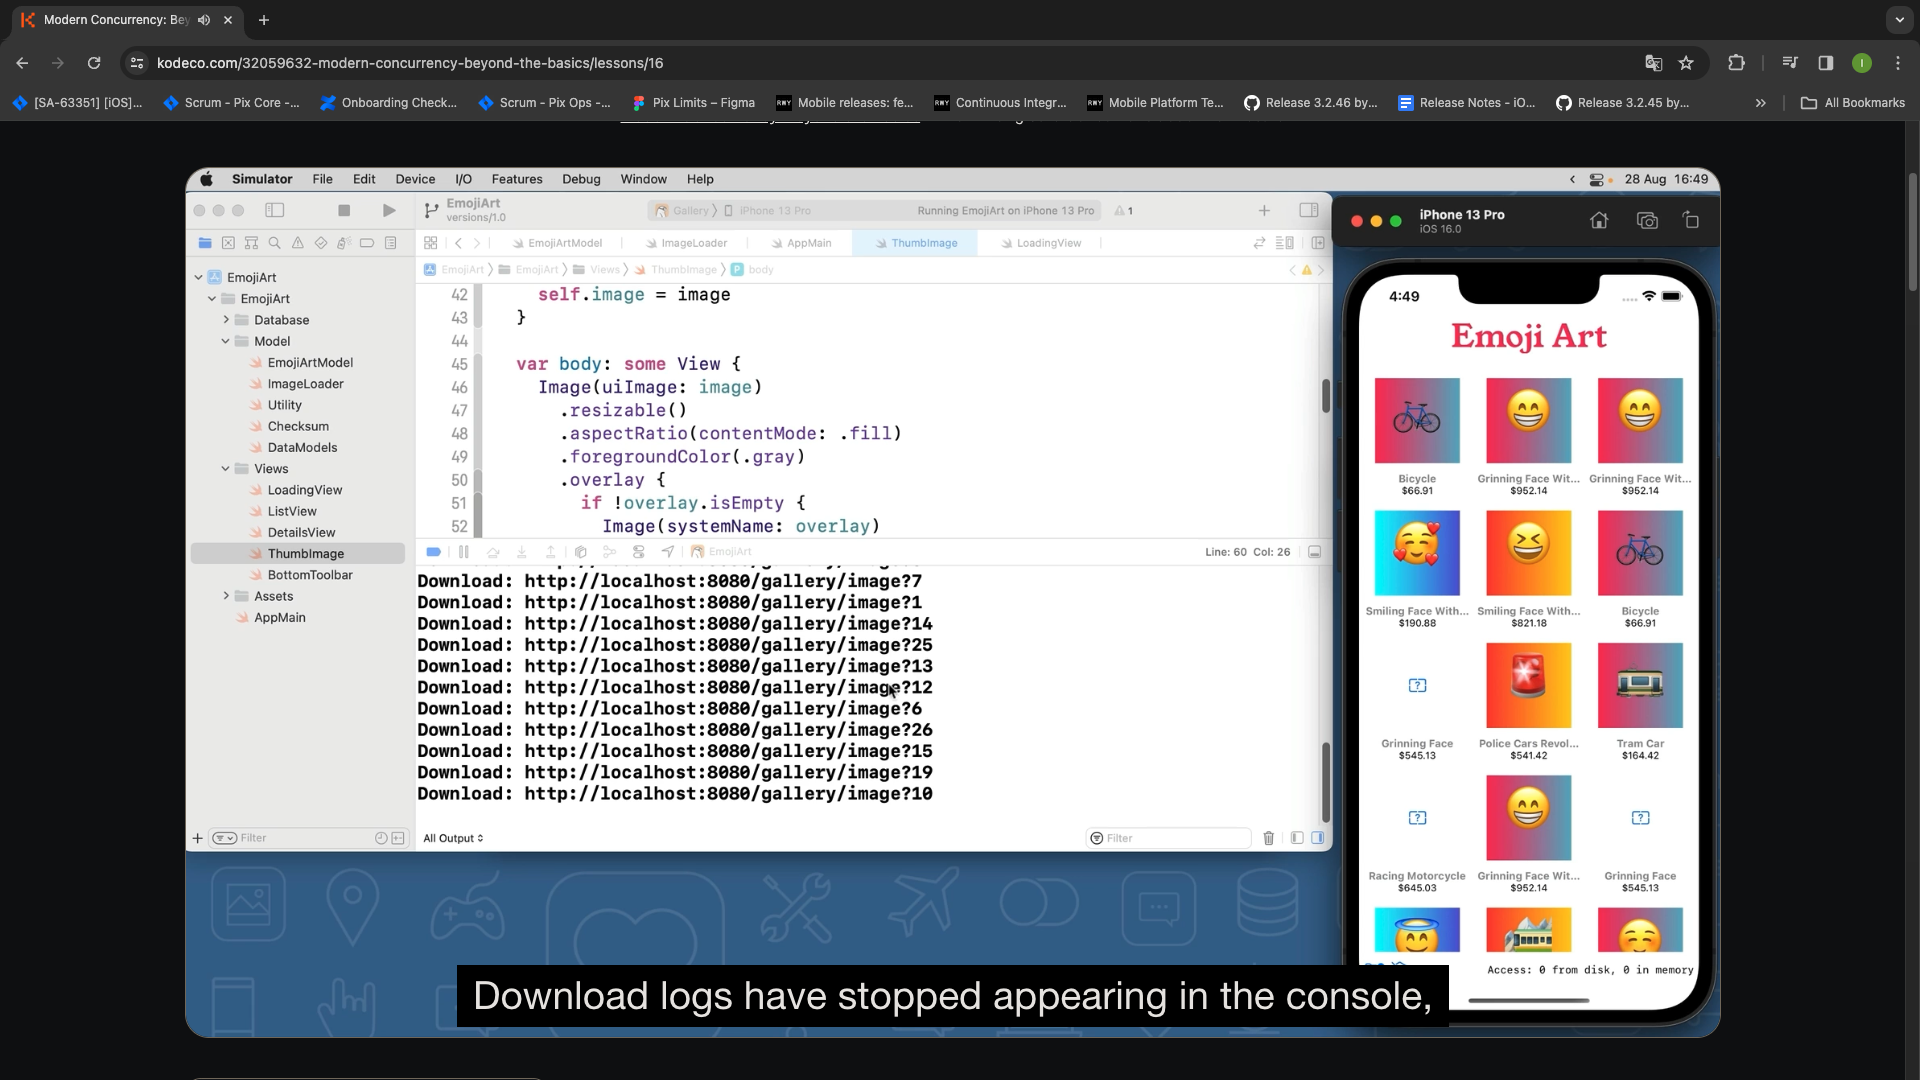 Modern Concurrency: Bey
kodeco.com/32059632-modern-concurrency-beyond-the-basics/lessons/16
[SA-63351] [iOS]...
Scrum - Pix Core -...
Onboarding Check...
Scrum - Pix Ops -...
Pix Limits – Figma
Mobile releases: fe...
Continuous Integr...
Mobile Platform Te...
Release 3.2.46 by...
Release Notes - iO...
Release 3.2.45 by...
All Bookmarks
Simulator File Edit Device I/O Features Debug Window Help
28 Aug 16:49
EmojiArt
versions/1.0
Gallery
iPhone 13 Pro
Running EmojiArt on iPhone 13 Pro
1
EmojiArtModel
ImageLoader
AppMain
ThumbImage
LoadingView
EmojiArt
EmojiArt
Views
ThumbImage
body
EmojiArt
EmojiArt
Database
Model
EmojiArtModel
ImageLoader
Utility
Checksum
DataModels
Views
LoadingView
ListView
DetailsView
ThumbImage
BottomToolbar
Assets
AppMain
Filter
42 self.image = image
43 }
44
45 var body: some View {
46 Image(uiImage: image)
47 .resizable()
48 .aspectRatio(contentMode: .fill)
49 .foregroundColor(.gray)
50 .overlay {
51 if !overlay.isEmpty {
52 Image(systemName: overlay)
EmojiArt
Line: 60 Col: 26
Download: http://localhost:8080/gallery/image?7
Download: http://localhost:8080/gallery/image?1
Download: http://localhost:8080/gallery/image?14
Download: http://localhost:8080/gallery/image?25
Download: http://localhost:8080/gallery/image?13
Download: http://localhost:8080/gallery/image?12
Download: http://localhost:8080/gallery/image?6
Download: http://localhost:8080/gallery/image?26
Download: http://localhost:8080/gallery/image?15
Download: http://localhost:8080/gallery/image?19
Download: http://localhost:8080/gallery/image?10
All Output
Filter
iPhone 13 Pro
iOS 16.0
4:49
Emoji Art
Bicycle
$66.91
Grinning Face Wit...
$952.14
Grinning Face Wit...
$952.14
Smiling Face With...
$190.88
Smiling Face With...
$821.18
Bicycle
$66.91
Grinning Face
$545.13
Police Cars Revol...
$541.42
Tram Car
$164.42
Racing Motorcycle
$645.03
Grinning Face Wit...
$952.14
Grinning Face
$545.13
Access: 0 from disk, 0 in memory
Download logs have stopped appearing in the console,